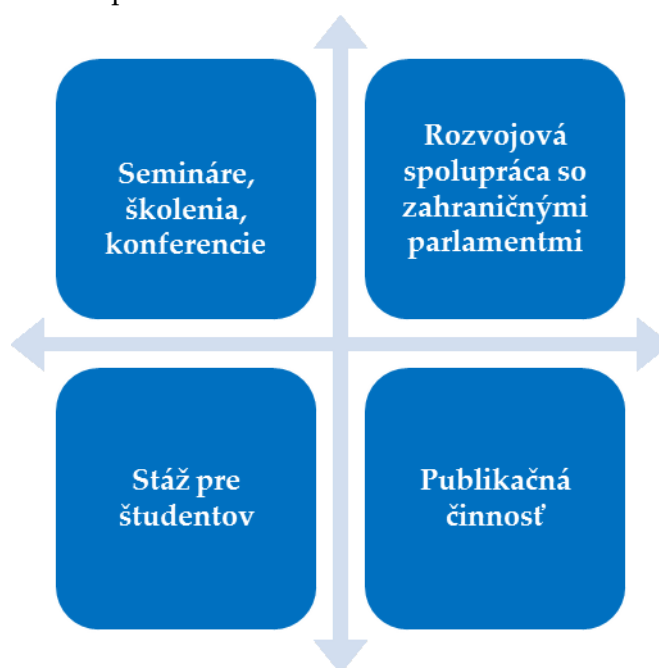 Semináre,
školenia,
konferencie
Rozvojová
spolupráca so
zahraničnými
parlamentmi
Stáž pre
študentov
Publikačná
činnosť